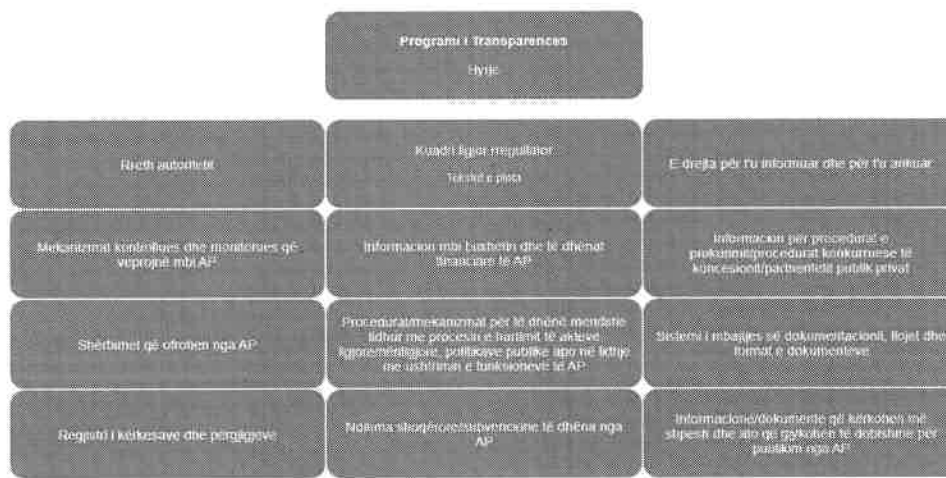 Programi i Transparences
Hyrje
Rreth autoritetit
Kuadri ligjor rregullator
Tekstet e plota
E drejta për t'u informuar dhe për t'u ankuar
Mekanizmat kontrollues dhe monitorues që
veprojnë mbi AP
Informacion mbi buxhetin dhe të dhënat
financiare të AP
Informacion për procedurat e
prokurimit/procedurat konkurruese të
koncesionit/partneritetit publik privat
Shërbimet që ofrohen nga AP
Procedurat/mekanizmat për të dhënë mendime
lidhur me procesin e hartimit të akteve
ligjore/nënligjore, politikave publike apo në lidhje
me ushtrimin e funksioneve të AP
Sistemi i mbajtjes së dokumentacionit, llojet dhe
format e dokumenteve
Regjistri i kërkesave dhe përgjigjeve
Ndihma shoqërore/subvencione të dhëna nga
AP
Informacione/dokumente që kërkohen më
shpesh dhe ato që gjykohen të dobishme për
publikim nga AP